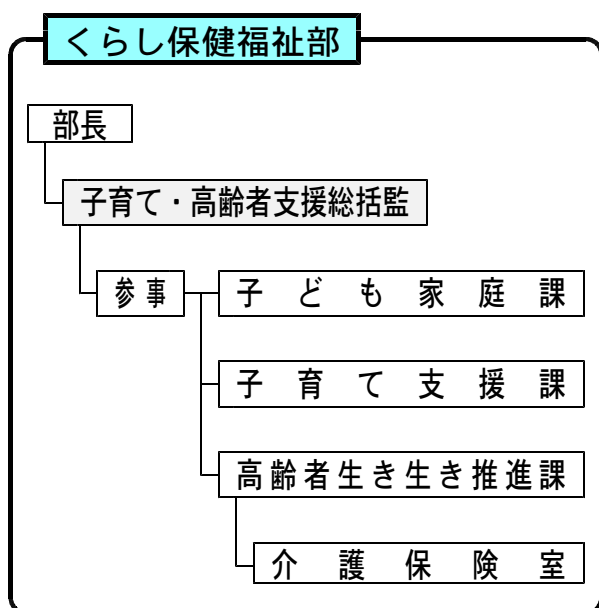 くらし保健福祉部
部長
子育て・高齢者支援総括監
参事
子ども家庭課
子育て支援課
高齢者生き生き推進課
介護保険室